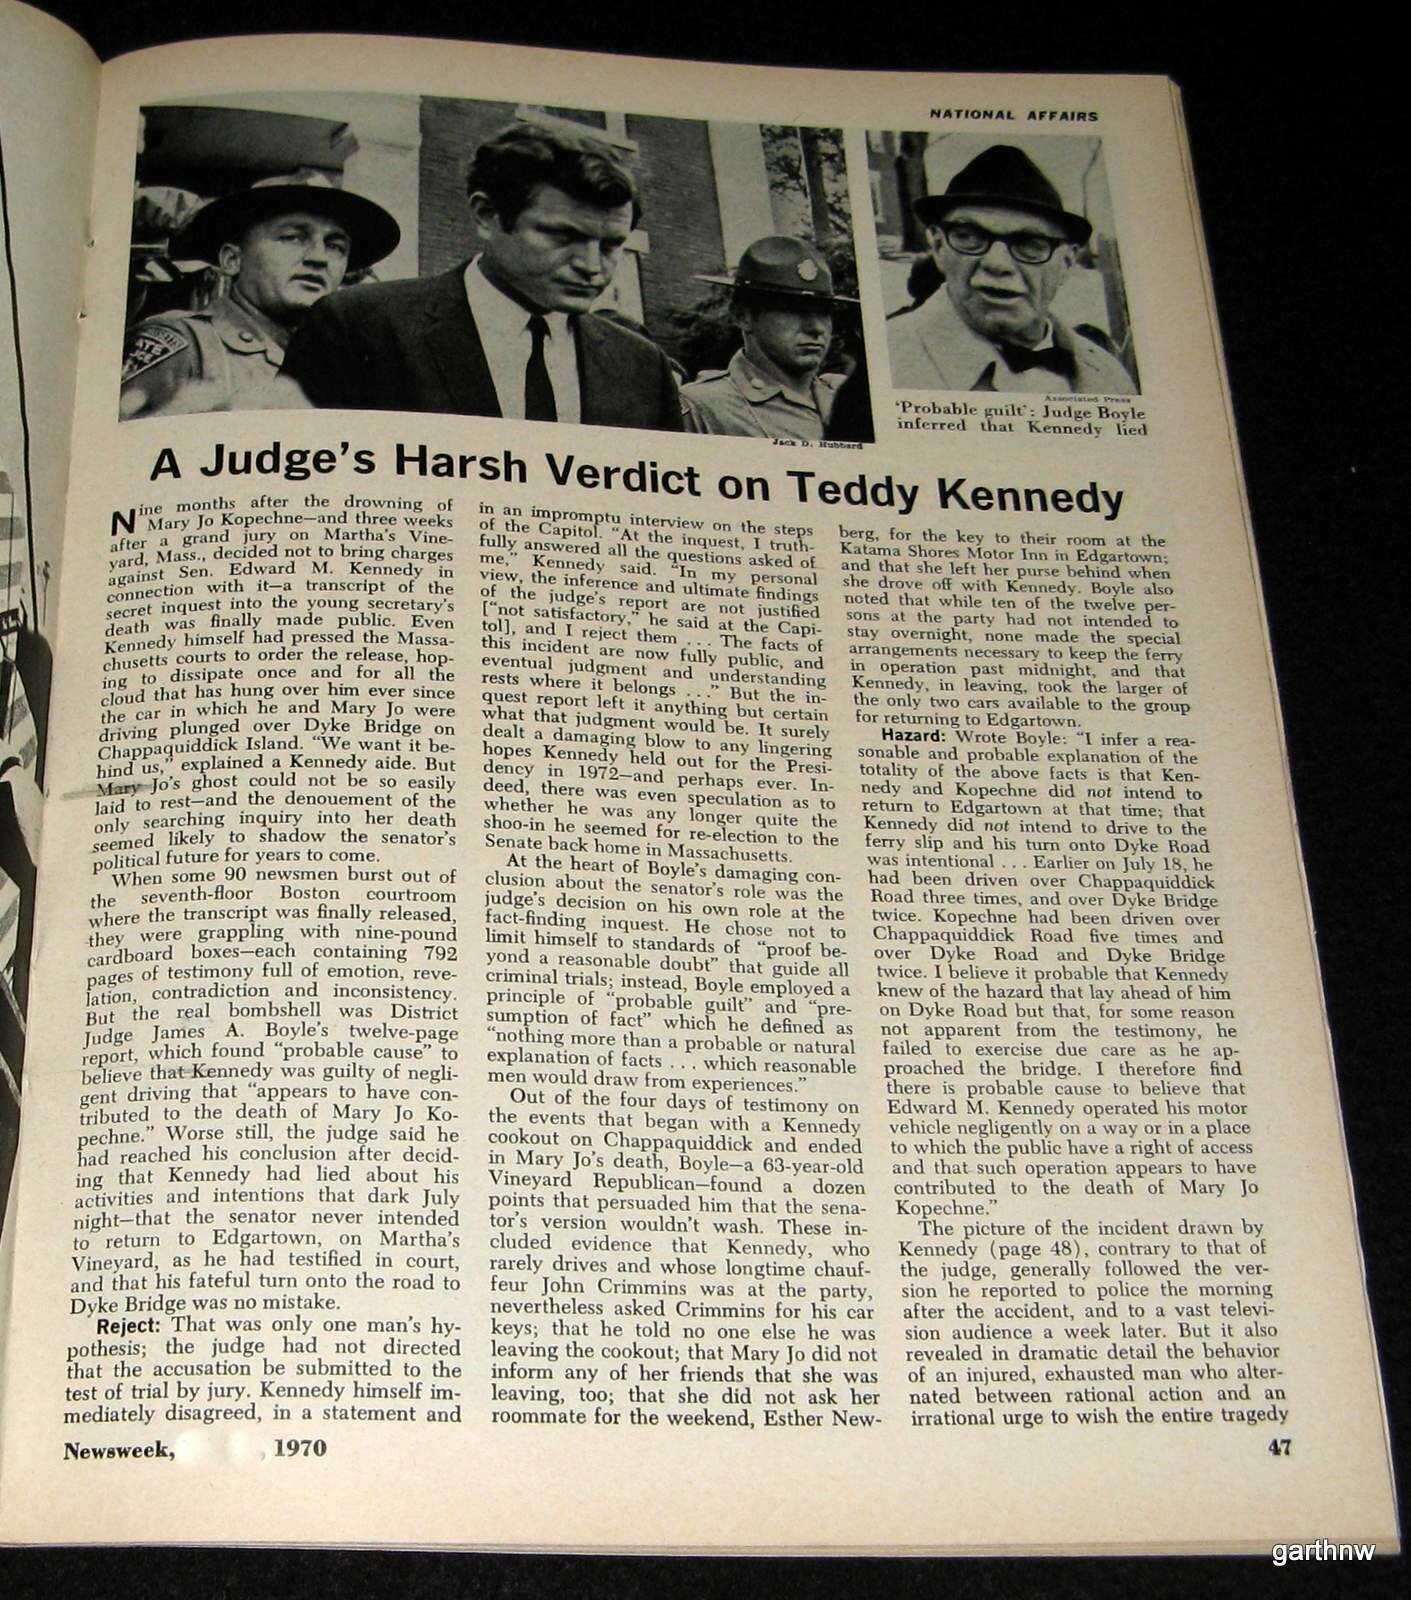 NATIONAL AFFAIRS
STATE
Jack D. Hubbard
Associated Press
'Probable guilt': Judge Boyle
inferred that Kennedy lied
A Judge's Harsh Verdict on Teddy Kennedy
Nine months after the drowning of
Mary Jo Kopechne—and three weeks
after a grand jury on Martha's Vine-
yard, Mass., decided not to bring charges
against Sen. Edward M. Kennedy in
connection with it—a transcript of the
secret inquest into the young secretary's
death was finally made public. Even
Kennedy himself had pressed the Massa-
chusetts courts to order the release, hop-
ing to dissipate once and for all the
cloud that has hung over him ever since
the car in which he and Mary Jo were
driving plunged over Dyke Bridge on
Chappaquiddick Island. "We want it be-
hind us," explained a Kennedy aide. But
Mary Jo's ghost could not be so easily
laid to rest—and the denouement of the
only searching inquiry into her death
seemed likely to shadow the senator's
political future for years to come.
When some 90 newsmen burst out of
the seventh-floor Boston courtroom
where the transcript was finally released,
they were grappling with nine-pound
cardboard boxes—each containing 792
pages of testimony full of emotion, reve-
lation, contradiction and inconsistency.
But the real bombshell was District
Judge James A. Boyle's twelve-page
report, which found "probable cause" to
believe that Kennedy was guilty of negli-
gent driving that "appears to have con-
tributed to the death of Mary Jo Ko-
pechne." Worse still, the judge said he
had reached his conclusion after decid-
ing that Kennedy had lied about his
activities and intentions that dark July
night—that the senator never intended
to return to Edgartown, on Martha's
Vineyard, as he had testified in court,
and that his fateful turn onto the road to
Dyke Bridge was no mistake.
Reject: That was only one man's hy-
pothesis; the judge had not directed
that the accusation be submitted to the
test of trial by jury. Kennedy himself im-
mediately disagreed, in a statement and
in an impromptu interview on the steps
of the Capitol. "At the inquest, I truth-
fully answered all the questions asked of
me," Kennedy said. "In my personal
view, the inference and ultimate findings
of the judge's report are not justified
["not satisfactory," he said at the Capi-
tol], and I reject them . . . The facts of
this incident are now fully public, and
eventual judgment and understanding
rests where it belongs . . ." But the in-
quest report left it anything but certain
what that judgment would be. It surely
dealt a damaging blow to any lingering
hopes Kennedy held out for the Presi-
dency in 1972—and perhaps ever. In-
deed, there was even speculation as to
whether he was any longer quite the
shoo-in he seemed for re-election to the
Senate back home in Massachusetts.
At the heart of Boyle's damaging con-
clusion about the senator's role was the
judge's decision on his own role at the
fact-finding inquest. He chose not to
limit himself to standards of "proof be-
yond a reasonable doubt" that guide all
criminal trials; instead, Boyle employed a
principle of "probable guilt" and "pre-
sumption of fact" which he defined as
"nothing more than a probable or natural
explanation of facts . . . which reasonable
men would draw from experiences."
Out of the four days of testimony on
the events that began with a Kennedy
cookout on Chappaquiddick and ended
in Mary Jo's death, Boyle—a 63-year-old
Vineyard Republican—found a dozen
points that persuaded him that the sena-
tor's version wouldn't wash. These in-
cluded evidence that Kennedy, who
rarely drives and whose longtime chauf-
feur John Crimmins was at the party,
nevertheless asked Crimmins for his car
keys; that he told no one else he was
leaving the cookout; that Mary Jo did not
inform any of her friends that she was
leaving, too; that she did not ask her
roommate for the weekend, Esther New-
berg, for the key to their room at the
Katama Shores Motor Inn in Edgartown;
and that she left her purse behind when
she drove off with Kennedy. Boyle also
noted that while ten of the twelve per-
sons at the party had not intended to
stay overnight, none made the special
arrangements necessary to keep the ferry
in operation past midnight, and that
Kennedy, in leaving, took the larger of
the only two cars available to the group
for returning to Edgartown.
Hazard: Wrote Boyle: "I infer a rea-
sonable and probable explanation of the
totality of the above facts is that Ken-
nedy and Kopechne did not intend to
return to Edgartown at that time; that
Kennedy did not intend to drive to the
ferry slip and his turn onto Dyke Road
was intentional . . . Earlier on July 18, he
had been driven over Chappaquiddick
Road three times, and over Dyke Bridge
twice. Kopechne had been driven over
Chappaquiddick Road five times and
over Dyke Road and Dyke Bridge
twice. I believe it probable that Kennedy
knew of the hazard that lay ahead of him
on Dyke Road but that, for some reason
not apparent from the testimony, he
failed to exercise due care as he ap-
proached the bridge. I therefore find
there is probable cause to believe that
Edward M. Kennedy operated his motor
vehicle negligently on a way or in a place
to which the public have a right of access
and that such operation appears to have
contributed to the death of Mary Jo
Kopechne."
The picture of the incident drawn by
Kennedy (page 48), contrary to that of
the judge, generally followed the ver-
sion he reported to police the morning
after the accident, and to a vast televi-
sion audience a week later. But it also
revealed in dramatic detail the behavior
of an injured, exhausted man who alter-
nated between rational action and an
irrational urge to wish the entire tragedy
Newsweek, , 1970
47
garthnw